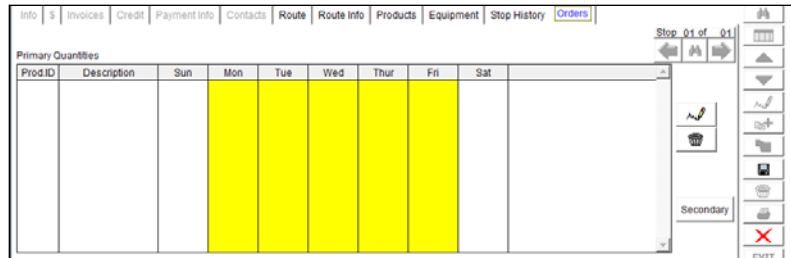 Info $ Invoices Credit Payment Info Contacts Route Route Info Products Equipment Stop History Orders
Stop 01 of 01
Primary Quantities
Prod.ID Description Sun Mon Tue Wed Thur Fri Sat
Secondary
EXIT